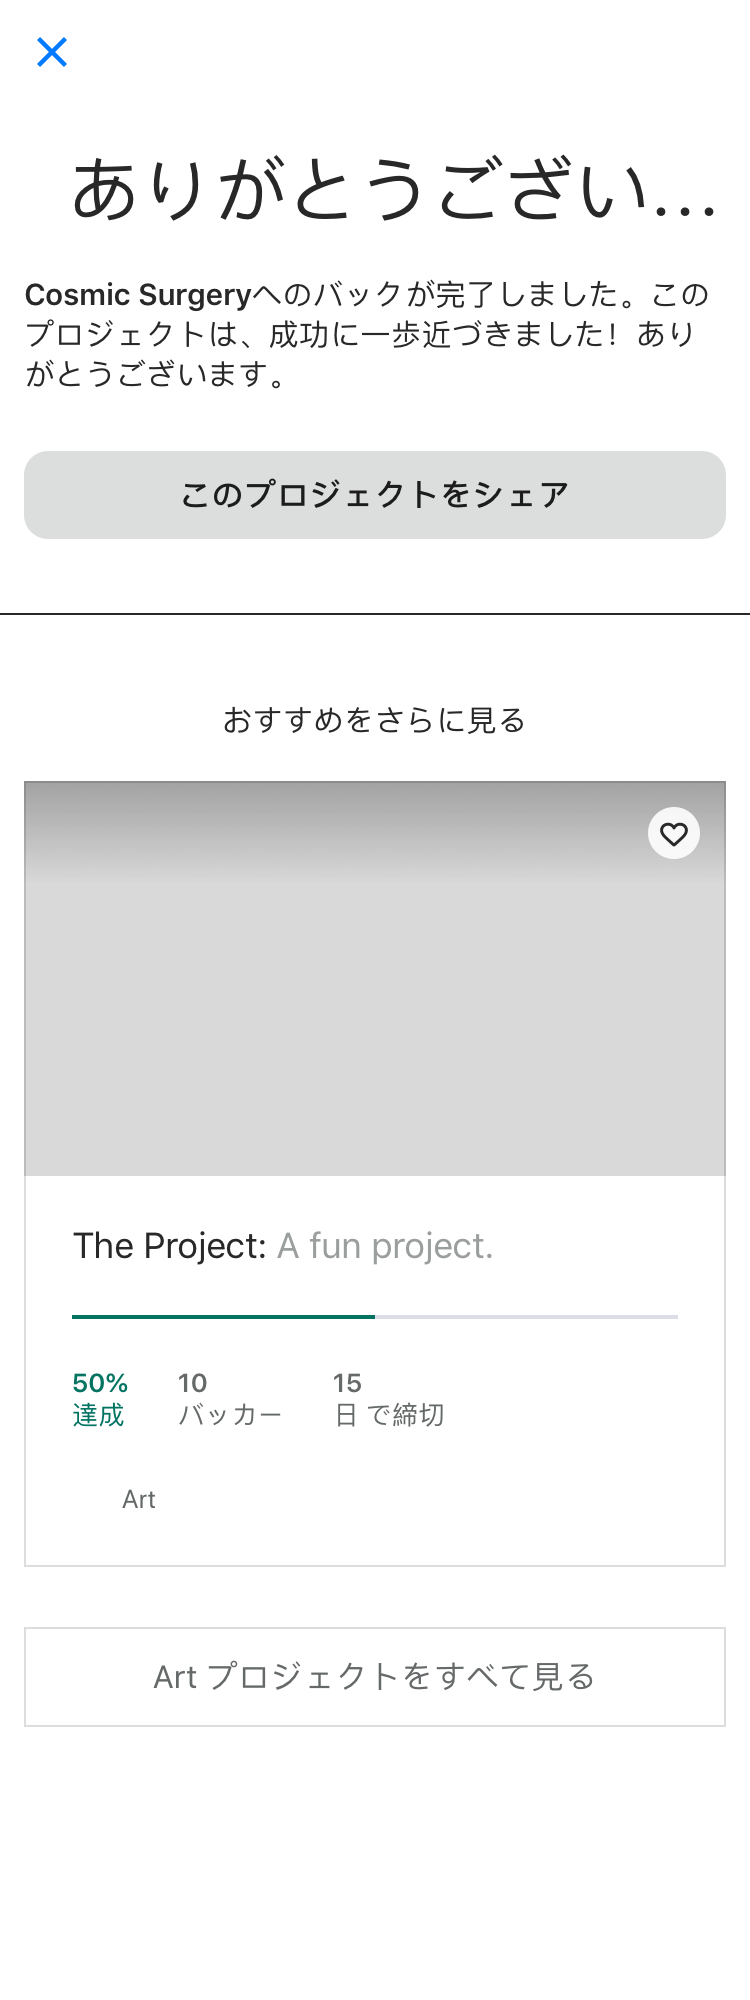 ありがとうござい...
Cosmic Surgeryへのバックが完了しました。この
プロジェクトは、成功に一歩近づきました！あり
がとうございます。
このプロジェクトをシェア
おすすめをさらに見る
The Project: A fun project.
50% 10 15
達成 バッカー 日 で締切
Art
Art プロジェクトをすべて見る